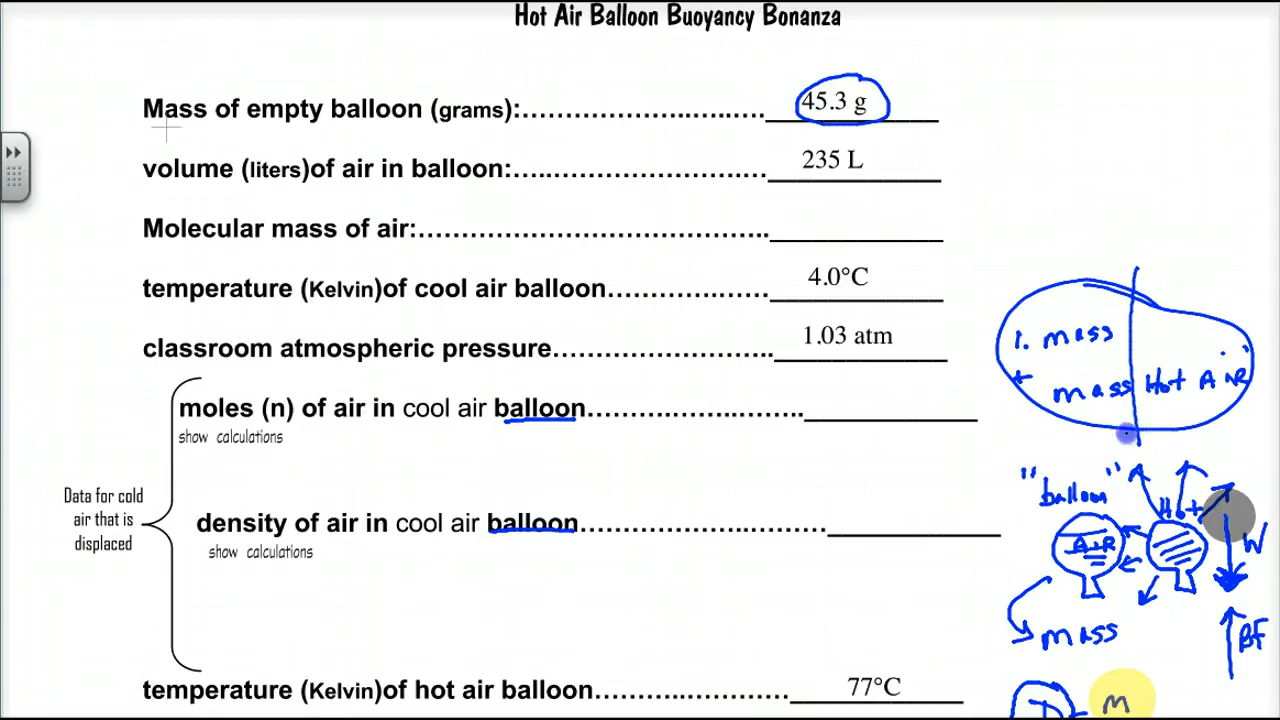 Hot Air Balloon Buoyancy Bonanza
Mass of empty balloon (grams):……………….…..…. 45.3 g
volume (liters)of air in balloon:…..…………………….… 235 L
Molecular mass of air:…………………………………….. ____________
temperature (Kelvin)of cool air balloon………….…… 4.0°C
classroom atmospheric pressure…….…………….. 1.03 atm
1. mass
+ mass Hot AiR
moles (n) of air in cool air balloon……….…….…..…….. ____________
show calculations
Data for cold
air that is
displaced
"balloon"
Hot
density of air in cool air balloon……………….…..……… ____________
show calculations
AiR
W
mass
BF
temperature (Kelvin)of hot air balloon………..………… 77°C
D = m